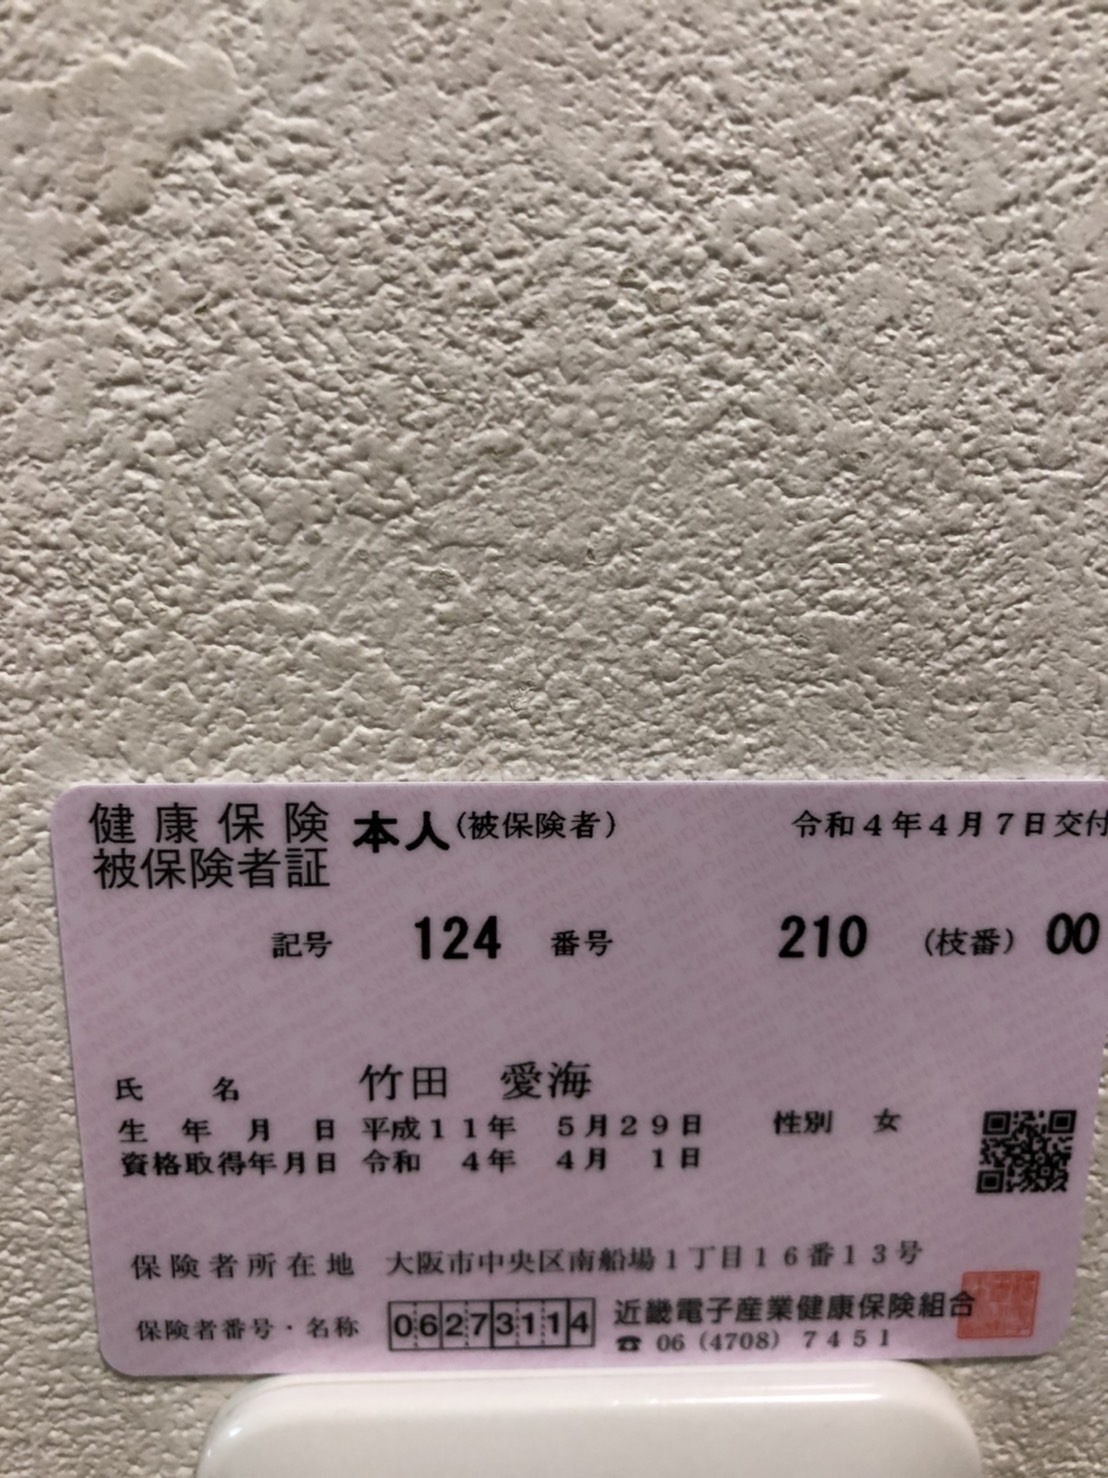 健康保険 本人(被保険者) 令和4年4月7日交付
被保険者証
記号 124 番号 210 (枝番) 00
氏名 竹田 愛海
生年月日 平成11年 5月29日 性別 女
資格取得年月日 令和 4年 4月 1日
保険者所在地 大阪市中央区南船場1丁目16番13号
保険者番号・名称 06273114 近畿電子産業健康保険組合
☎ 06(4708)7451